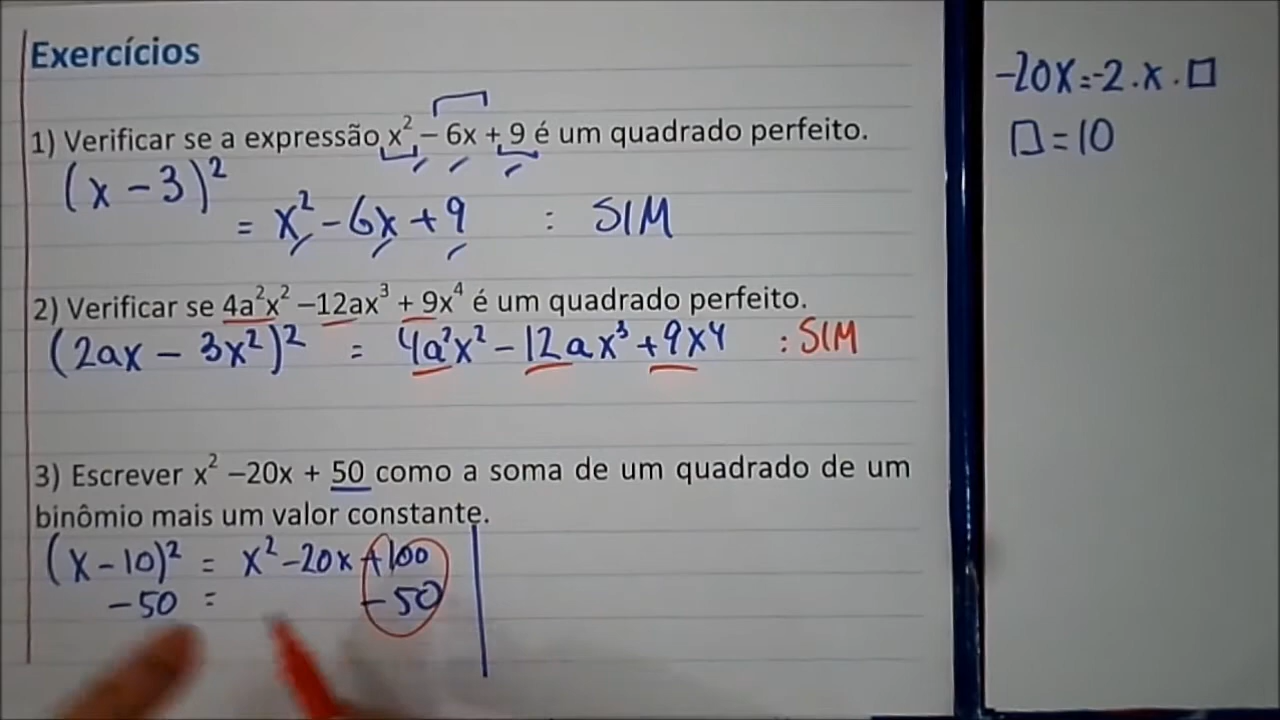 Exercícios
1) Verificar se a expressão x² – 6x + 9 é um quadrado perfeito.
(x – 3)²
= x² – 6x + 9 : SIM
2) Verificar se 4a²x² –12ax³ + 9x⁴ é um quadrado perfeito.
(2ax – 3x²)² = 4a²x² – 12ax³ + 9x4 : SIM
3) Escrever x² –20x + 50 como a soma de um quadrado de um
binômio mais um valor constante.
(x – 10)² = x² – 20x + 100
– 50 = – 50
–20x = –2 . x . □
□ = 10